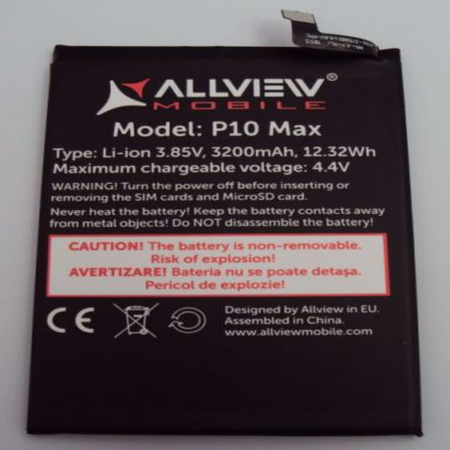 ALLVIEW®
MOBILE
Model: P10 Max
Type: Li-ion 3.85V, 3200mAh, 12.32Wh
Maximum chargeable voltage: 4.4V
WARNING! Turn the power off before inserting or
removing the SIM cards and MicroSD card.
Never heat the battery! Keep the battery contacts away
from metal objects! Do NOT disassemble the battery!
CAUTION! The battery is non-removable.
Risk of explosion!
AVERTIZARE! Bateria nu se poate detaşa.
Pericol de explozie!
CE
Designed by Allview in EU.
Assembled in China.
www.allviewmobile.com